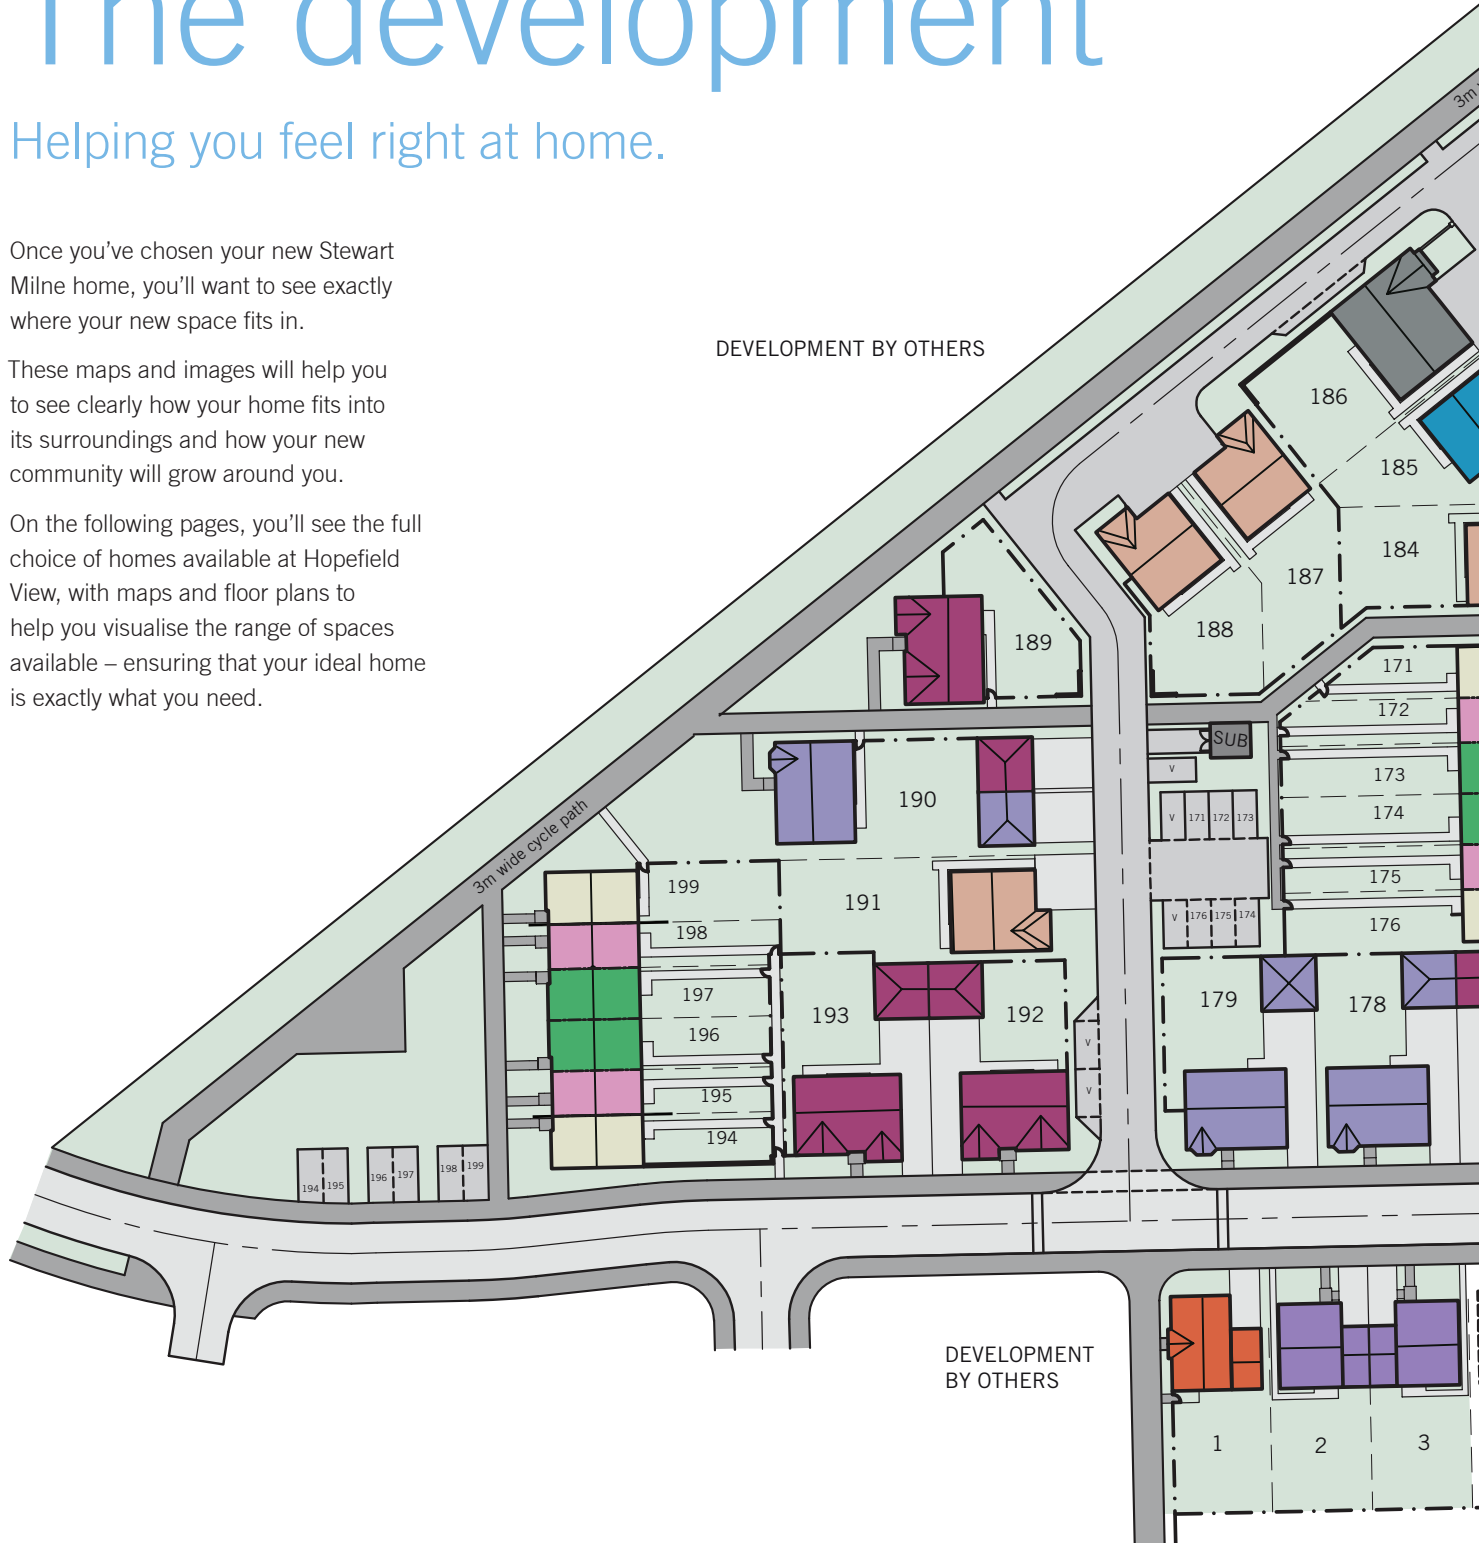 The development
Helping you feel right at home.
Once you've chosen your new Stewart
Milne home, you'll want to see exactly
where your new space fits in.
These maps and images will help you
to see clearly how your home fits into
its surroundings and how your new
community will grow around you.
On the following pages, you'll see the full
choice of homes available at Hopefield
View, with maps and floor plans to
help you visualise the range of spaces
available – ensuring that your ideal home
is exactly what you need.
3m
DEVELOPMENT BY OTHERS
186
185
184
187
188
189
171
172
SUB
V
173
190
V 171 172 173
174
3m wide cycle path
199
191
175
198
V 176 175 174
176
197
193
192
179
178
196
V
V
195
194
194 195
196 197
198 199
DEVELOPMENT
BY OTHERS
1
2
3